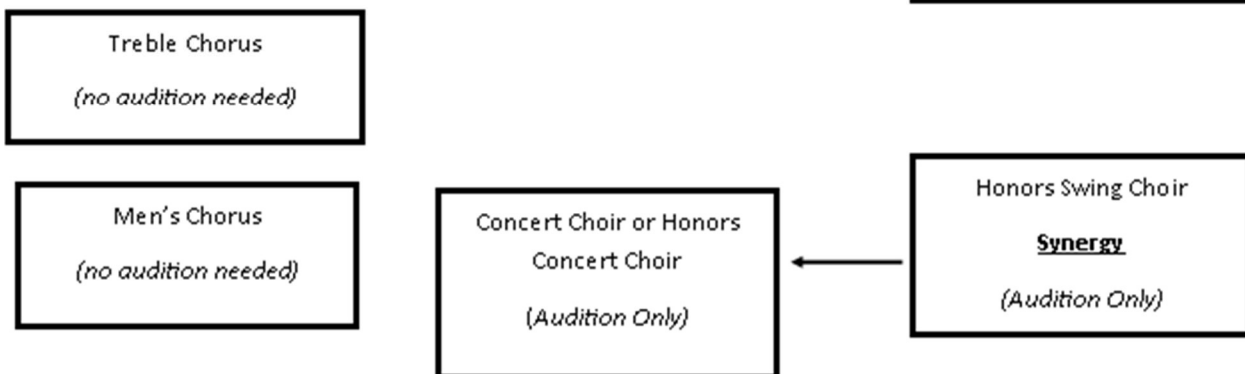 Treble Chorus
(no audition needed)
Men's Chorus
(no audition needed)
Concert Choir or Honors
Concert Choir
(Audition Only)
Honors Swing Choir
Synergy
(Audition Only)